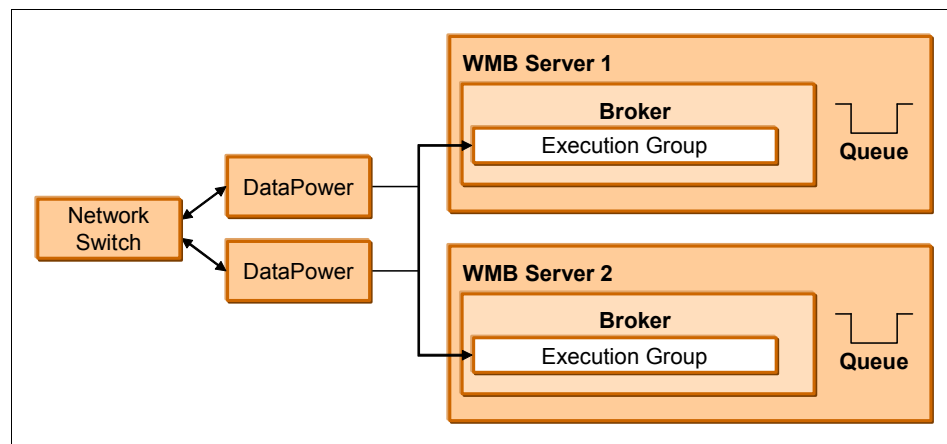 Network
Switch
DataPower
DataPower
WMB Server 1
Broker
Execution Group
Queue
WMB Server 2
Broker
Execution Group
Queue